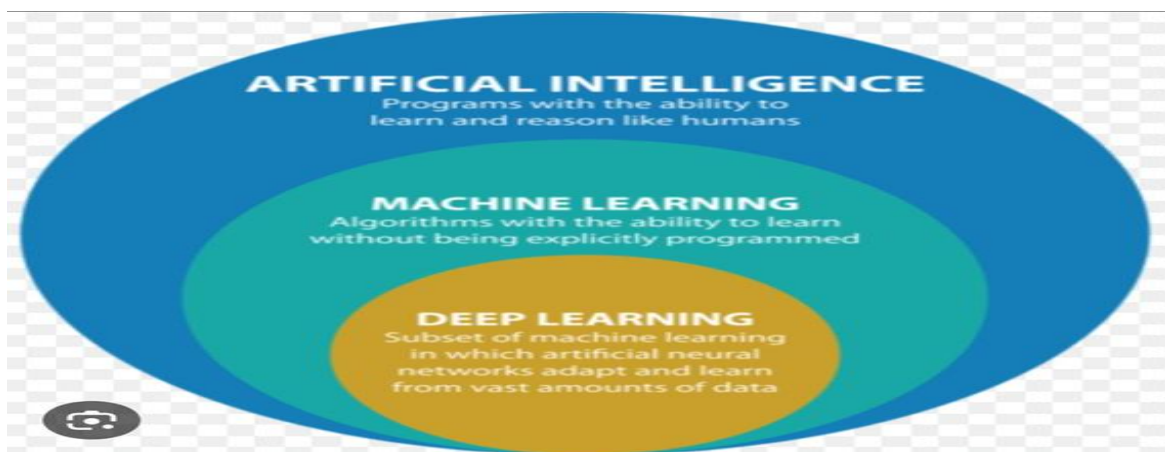 ARTIFICIAL INTELLIGENCE
Programs with the ability to
learn and reason like humans
MACHINE LEARNING
Algorithms with the ability to learn
without being explicitly programmed
DEEP LEARNING
Subset of machine learning
in which artificial neural
networks adapt and learn
from vast amounts of data